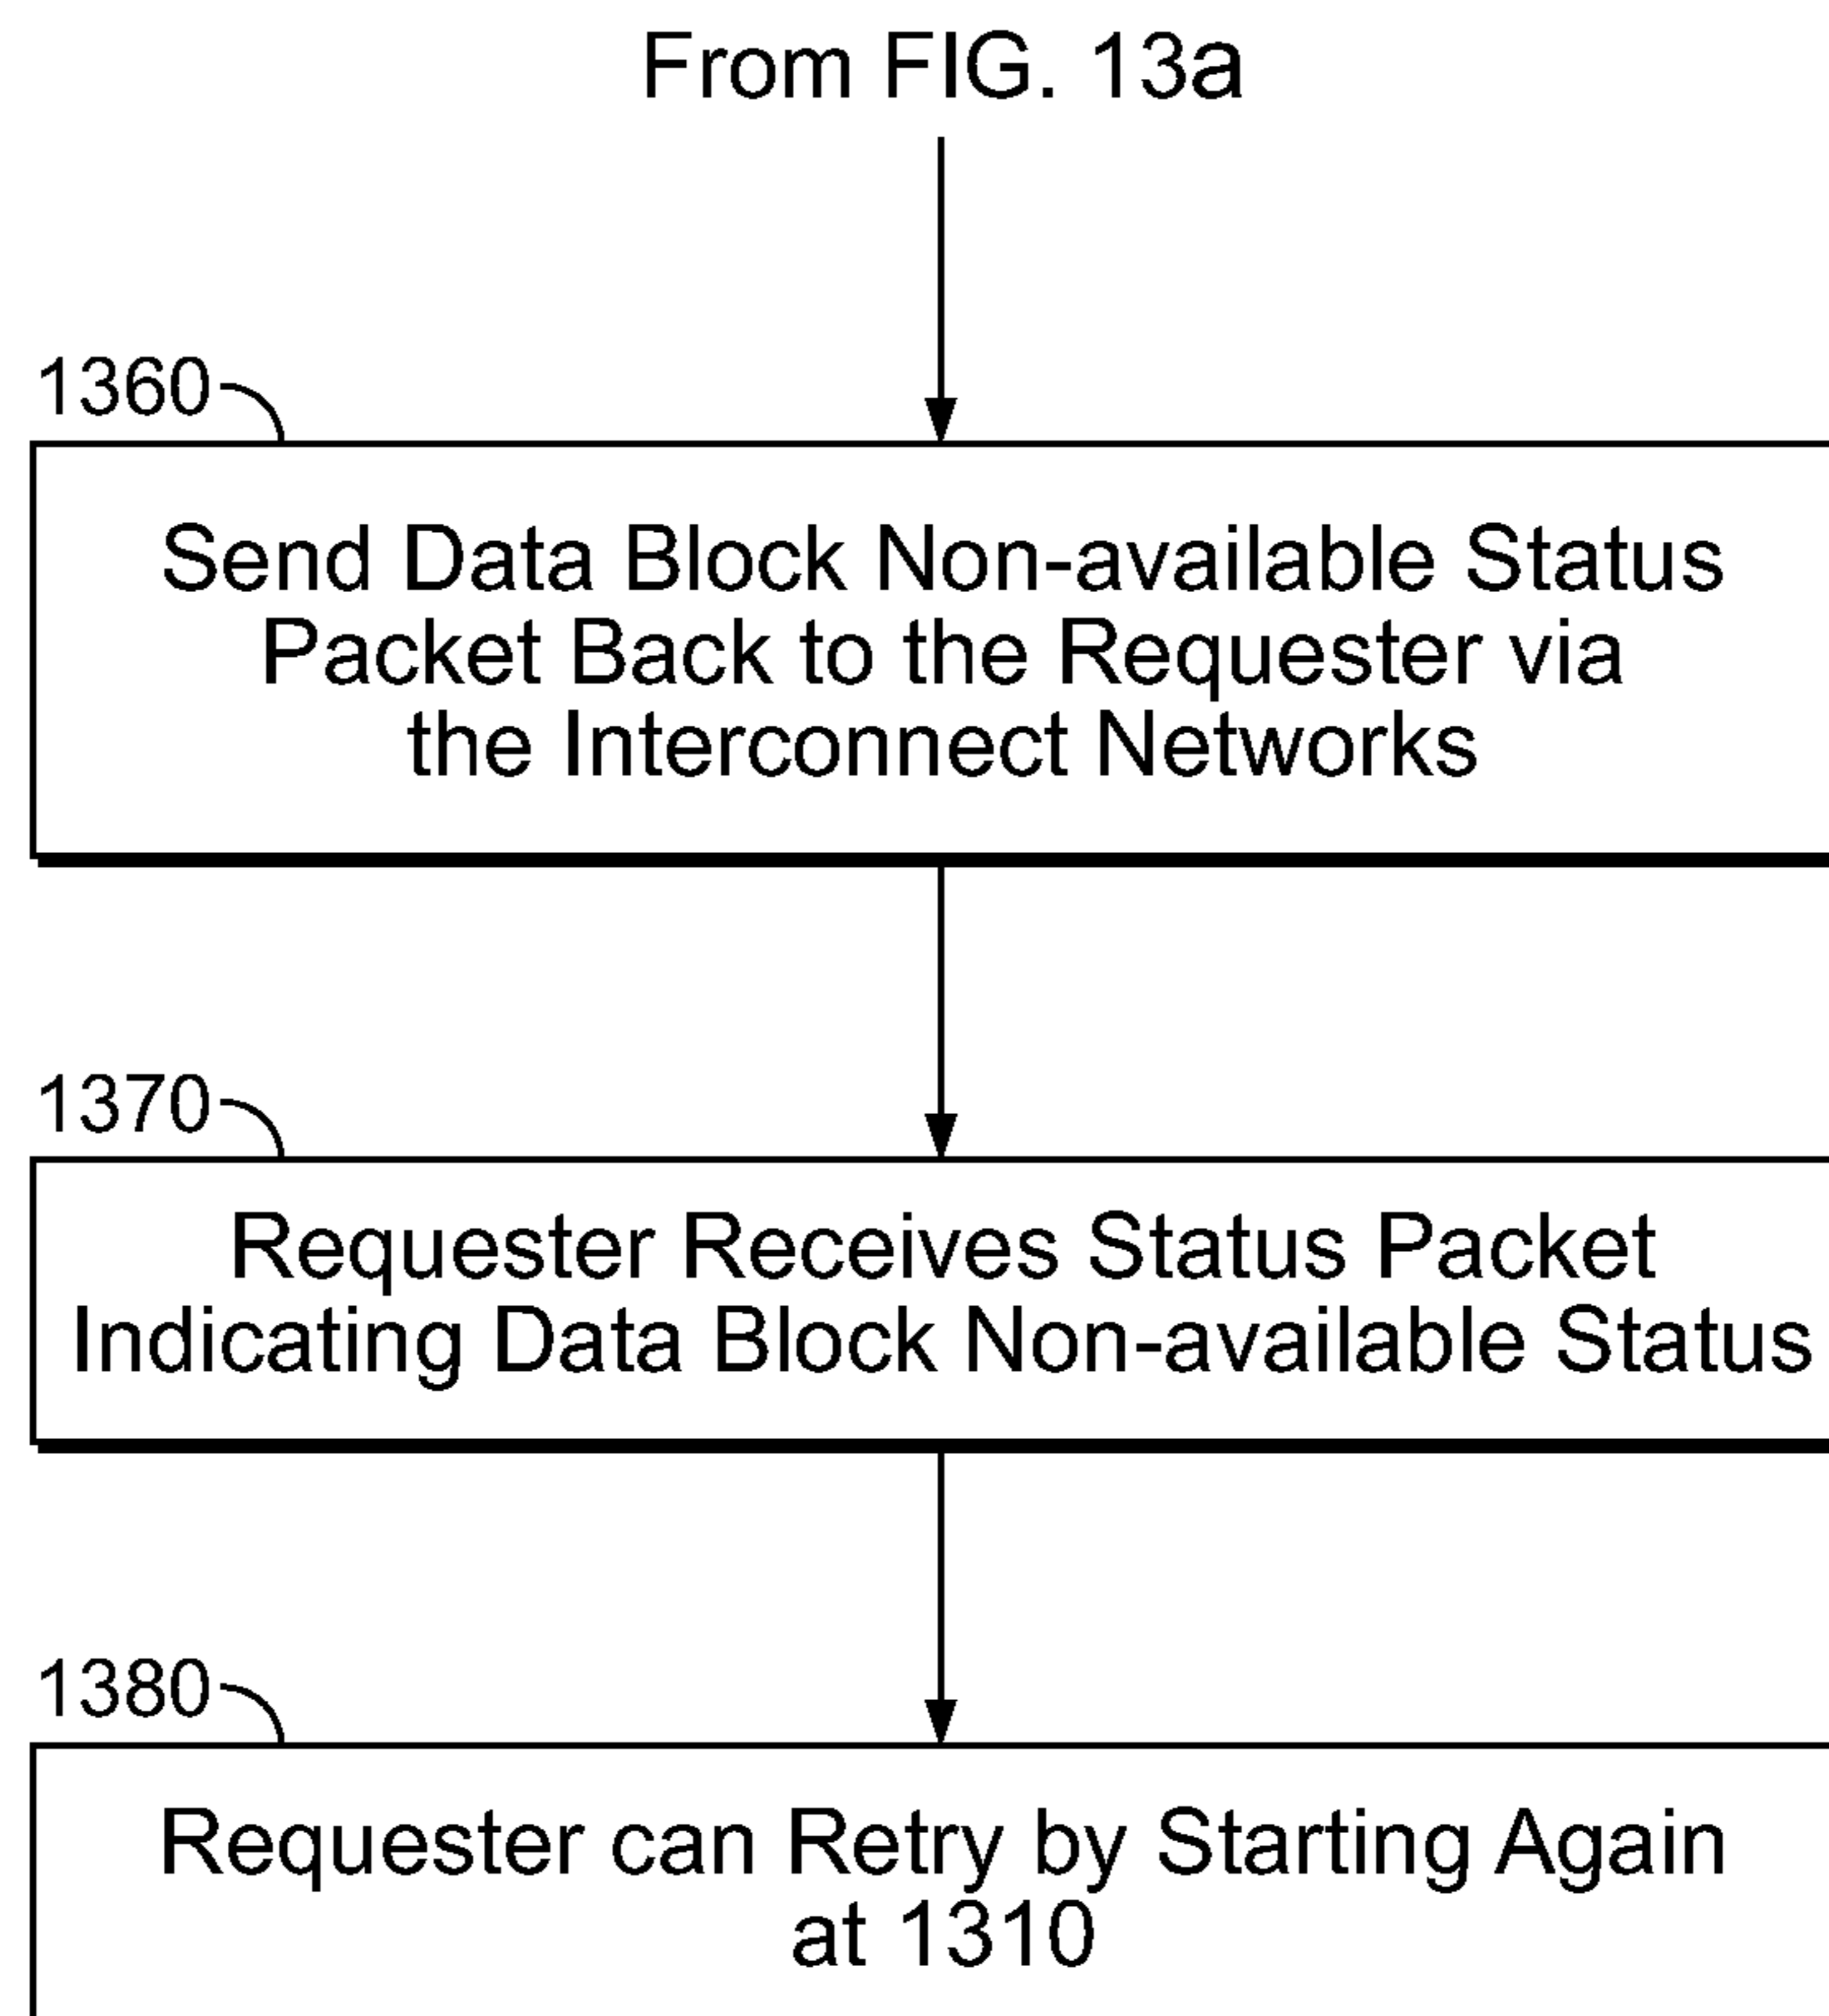 From FIG. 13a
1360
Send Data Block Non-available Status
Packet Back to the Requester via
the Interconnect Networks
1370
Requester Receives Status Packet
Indicating Data Block Non-available Status
1380
Requester can Retry by Starting Again
at 1310